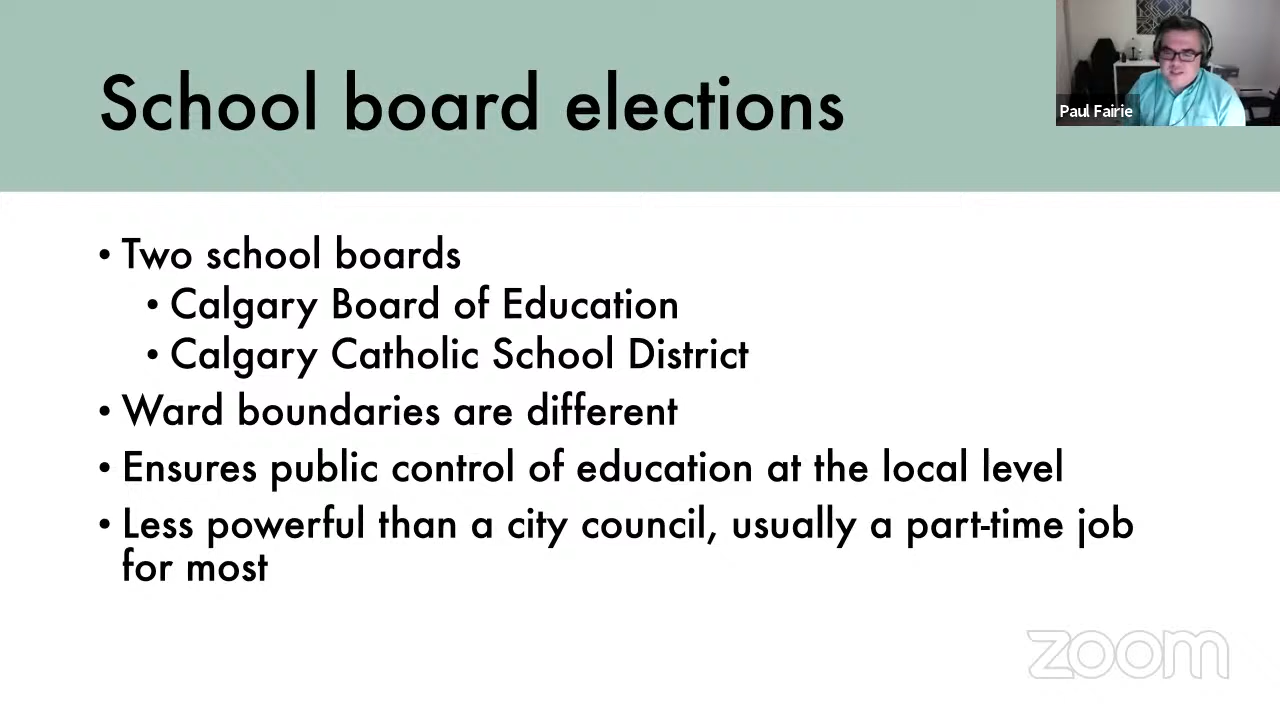 School board elections
Paul Fairie
• Two school boards
• Calgary Board of Education
• Calgary Catholic School District
• Ward boundaries are different
• Ensures public control of education at the local level
• Less powerful than a city council, usually a part-time job
for most
zoom